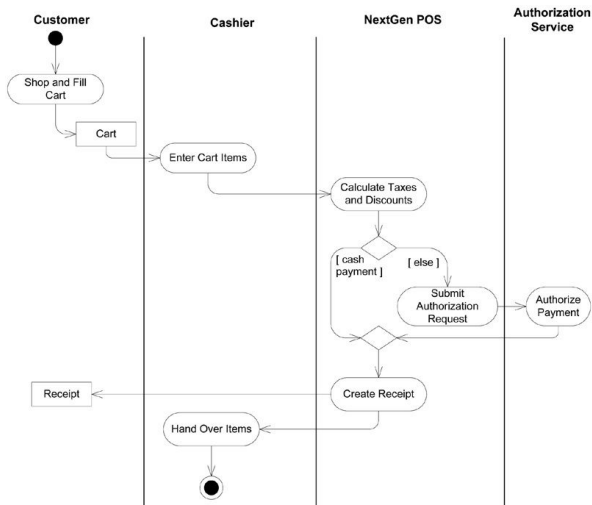 Customer
Cashier
NextGen POS
Authorization
Service
Shop and Fill
Cart
Cart
Enter Cart Items
Calculate Taxes
and Discounts
[ cash
payment ]
[ else ]
Submit
Authorization
Request
Authorize
Payment
Receipt
Create Receipt
Hand Over Items